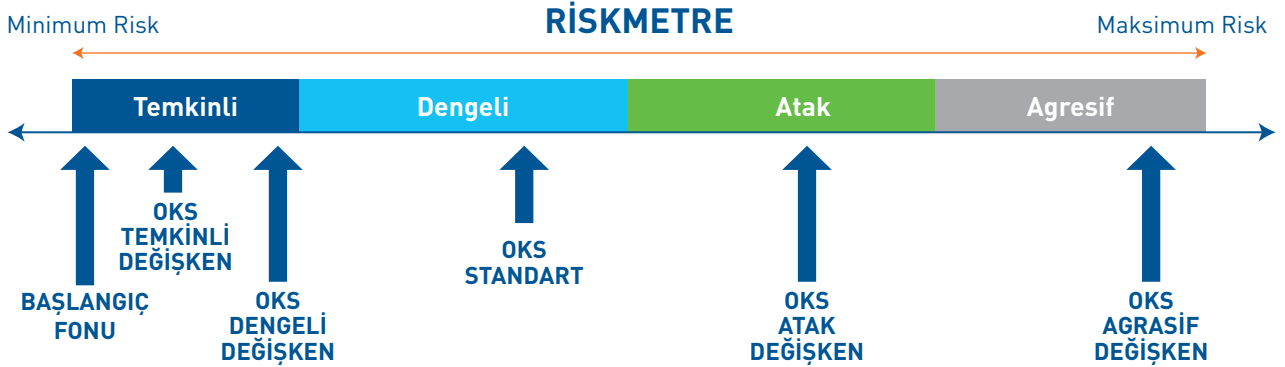 RİSKMETRE
Minimum Risk
Maksimum Risk
Temkinli
Dengeli
Atak
Agresif
BAŞLANGIÇ
FONU
OKS
TEMKİNLİ
DEĞİŞKEN
OKS
DENGELİ
DEĞİŞKEN
OKS
STANDART
OKS
ATAK
DEĞİŞKEN
OKS
AGRASİF
DEĞİŞKEN